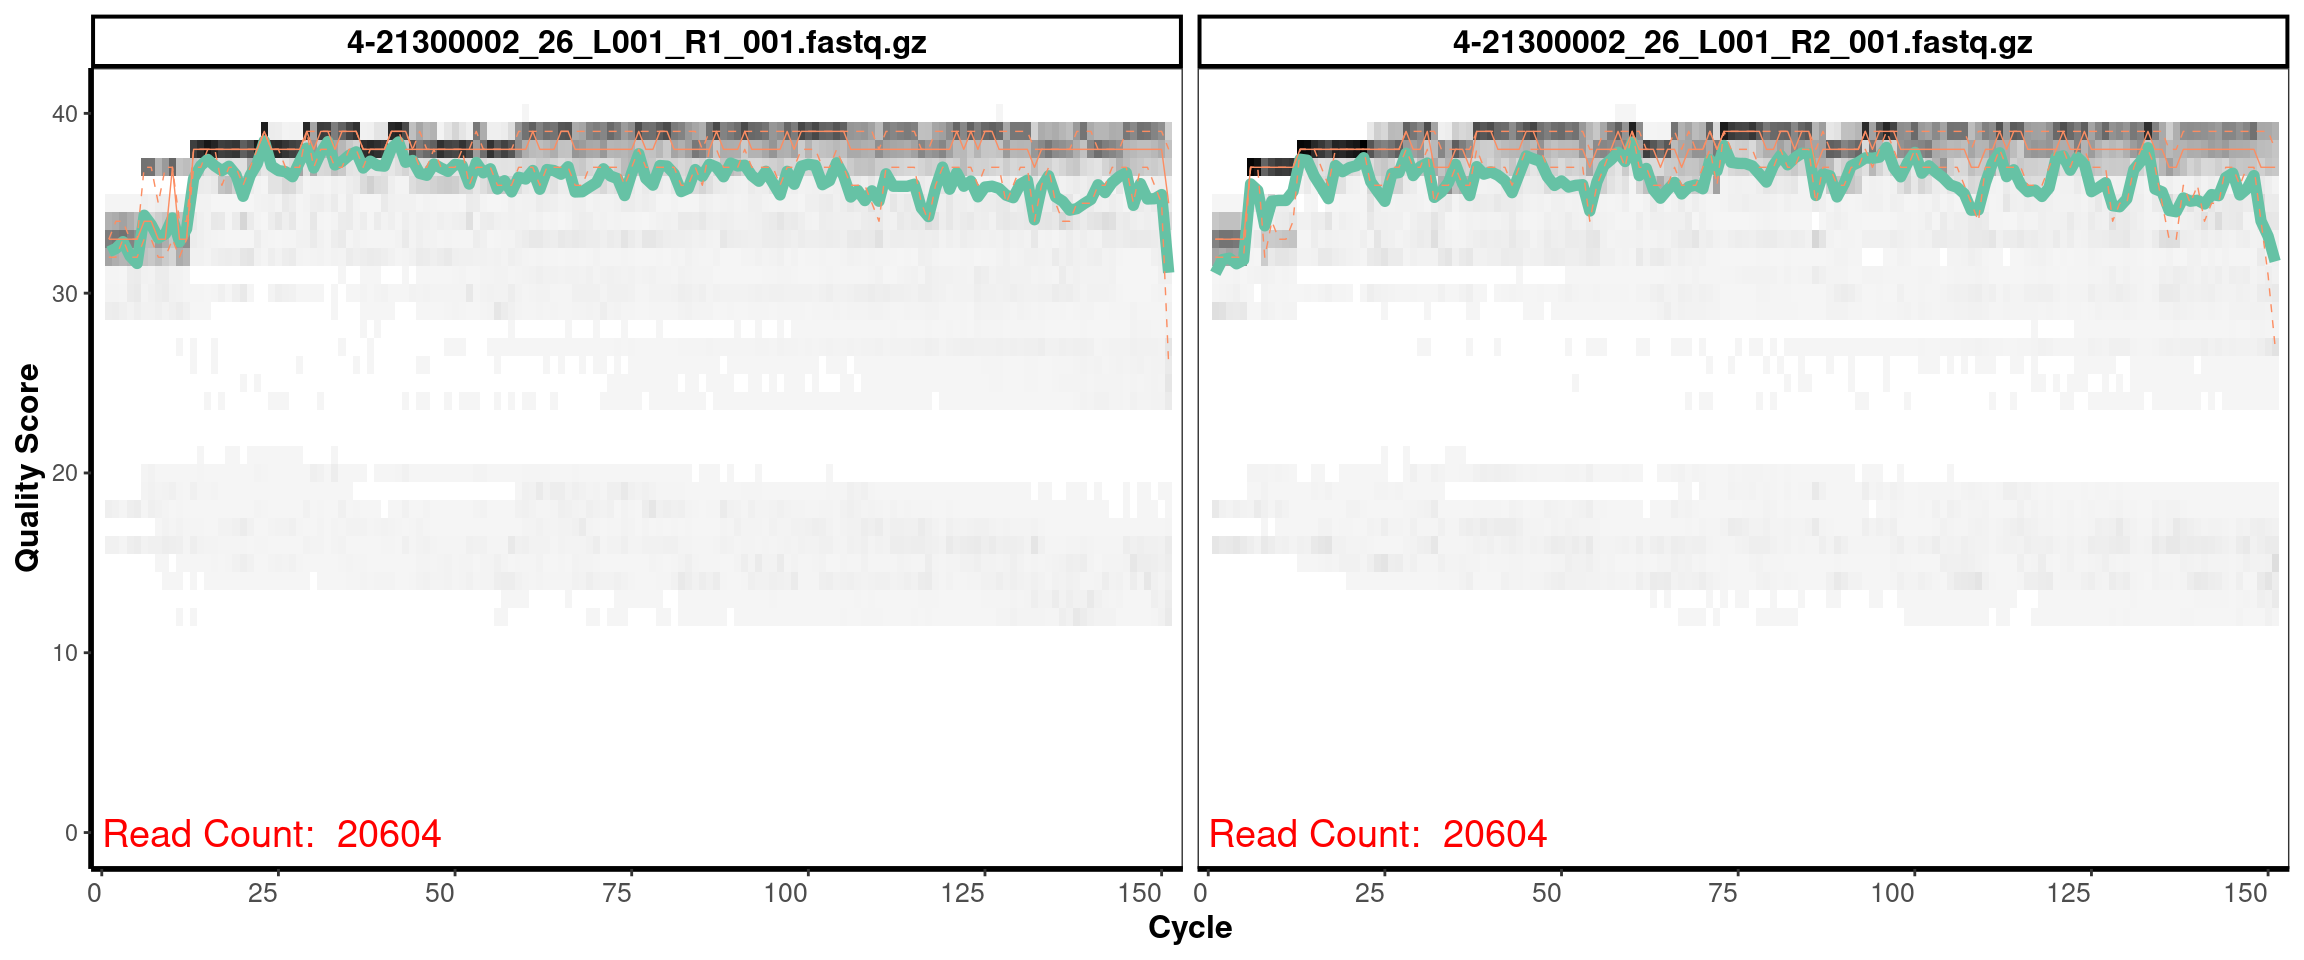 4-21300002_26_L001_R1_001.fastq.gz
4-21300002_26_L001_R2_001.fastq.gz
Quality Score
40
30
20
10
0
Read Count: 20604
Read Count: 20604
0 25 50 75 100 125 150
0 25 50 75 100 125 150
Cycle